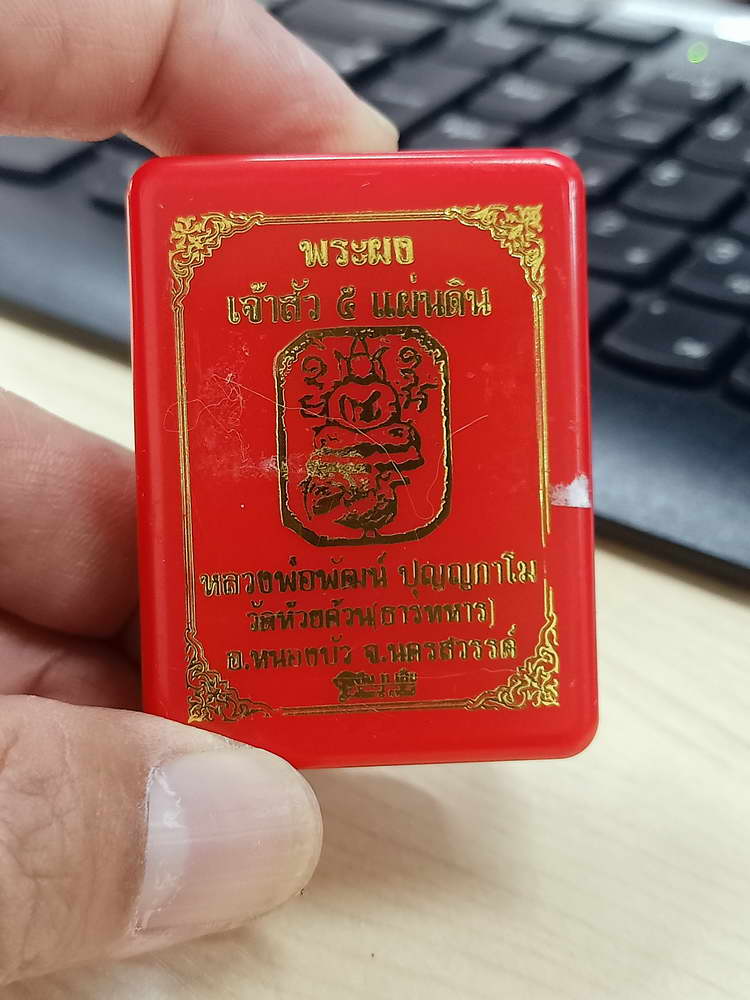 พระผง
เจ้าสัว ๕ แผ่นดิน
หลวงพ่อพัฒน์ ปุญญกาโม
วัดห้วยด้วน(ธารทหาร)
อ.หนองบัว จ.นครสวรรค์